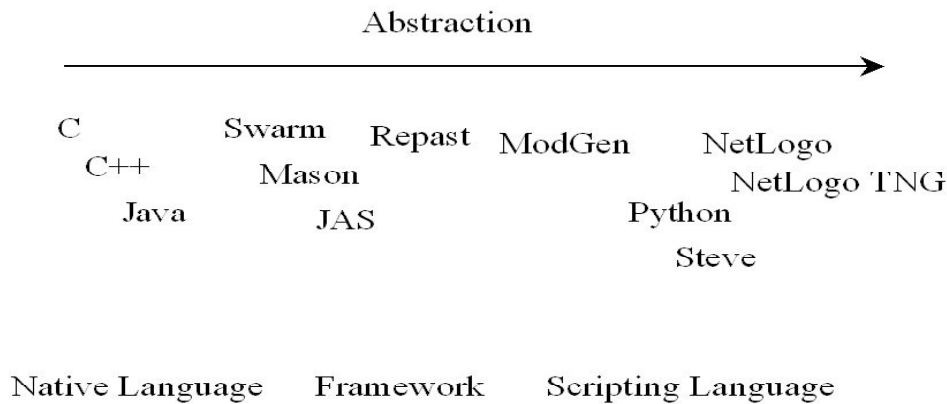 Abstraction
C
Swarm
Repast
ModGen
NetLogo
C++
Mason
NetLogo TNG
Java
JAS
Python
Steve
Native Language
Framework
Scripting Language